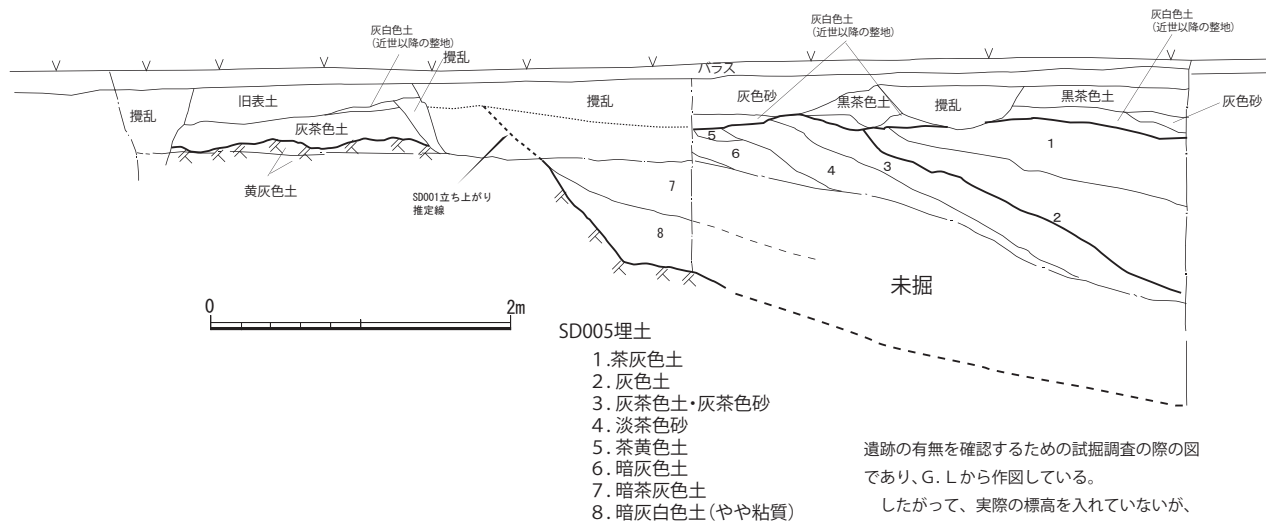 灰白色土
（近世以降の整地）
攪乱
灰白色土
（近世以降の整地）
灰白色土
（近世以降の整地）
バラス
攪乱
旧表土
灰茶色土
黄灰色土
攪乱
灰色砂
黒茶色土
攪乱
黒茶色土
灰色砂
SD001立ち上がり
推定線
5
6
4
3
1
2
7
8
未掘
0 2m
SD005埋土
1.茶灰色土
2.灰色土
3.灰茶色土・灰茶色砂
4.淡茶色砂
5.茶黄色土
6.暗灰色土
7.暗茶灰色土
8.暗灰白色土（やや粘質）
遺跡の有無を確認するための試掘調査の際の図
であり、G.Lから作図している。
したがって、実際の標高を入れていないが、